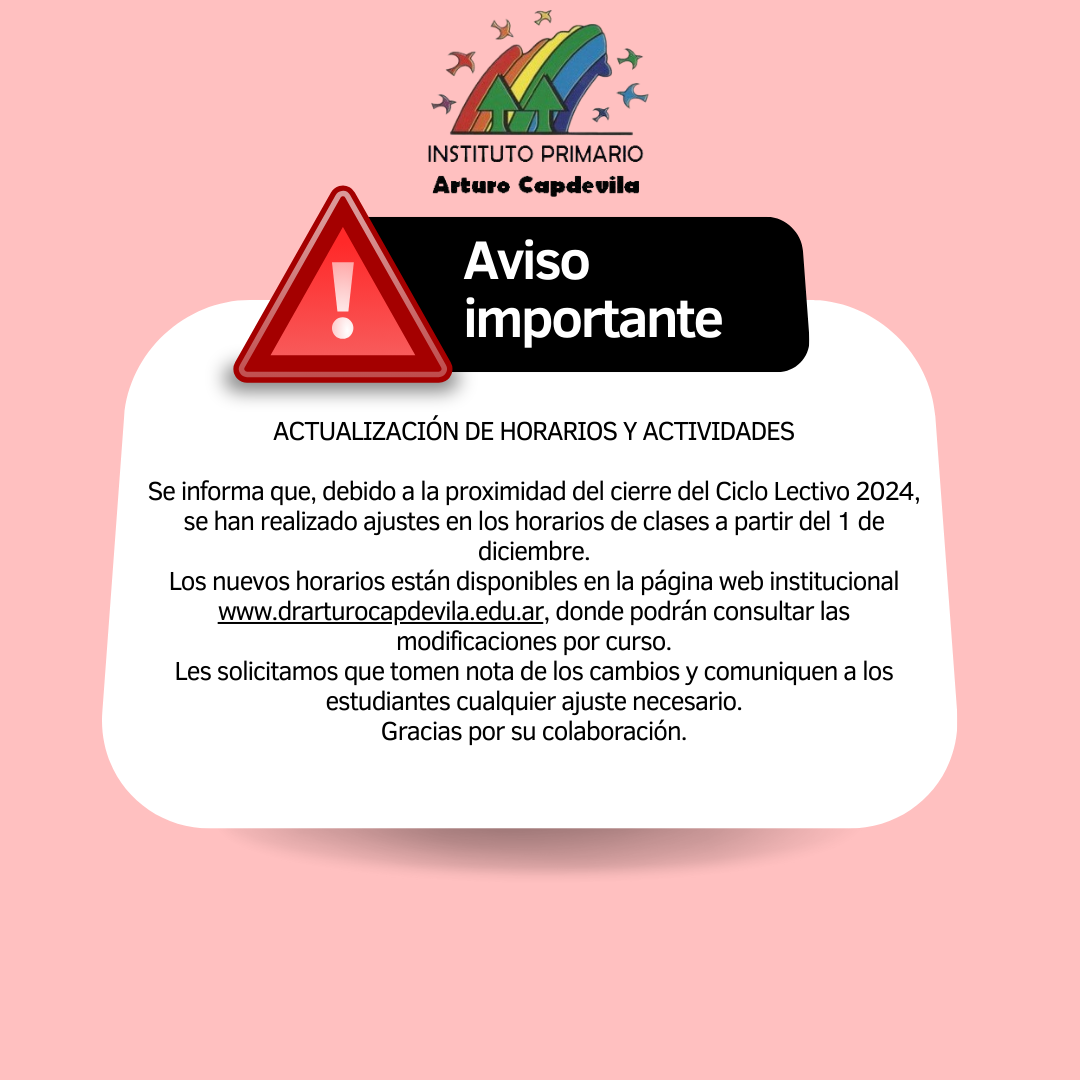 INSTITUTO PRIMARIO
Arturo Capdevila
Aviso
importante
ACTUALIZACIÓN DE HORARIOS Y ACTIVIDADES
Se informa que, debido a la proximidad del cierre del Ciclo Lectivo 2024,
se han realizado ajustes en los horarios de clases a partir del 1 de
diciembre.
Los nuevos horarios están disponibles en la página web institucional
www.drarturocapdevila.edu.ar, donde podrán consultar las
modificaciones por curso.
Les solicitamos que tomen nota de los cambios y comuniquen a los
estudiantes cualquier ajuste necesario.
Gracias por su colaboración.